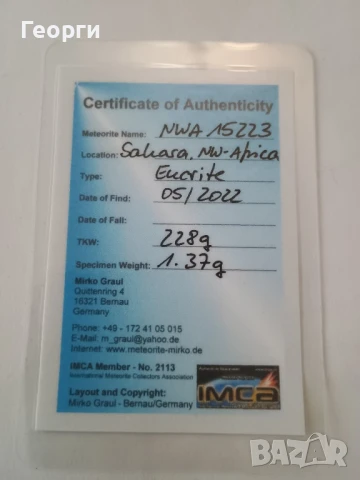 Георги
Certificate of Authenticity
Meteorite Name: NWA 15223
Location: Sahara, NW-Africa
Type: Eucrite
Date of Find: 05/2022
Date of Fall:
TKW: 228g
Specimen Weight: 1.37g
Mirko Graul
Quittenring 4
16321 Bernau
Germany
Phone: +49 - 172 41 05 015
E-Mail: m_graul@yahoo.de
Internet: www.meteorite-mirko.de
IMCA Member - No. 2113
International Meteorite Collectors Association
Layout and Copyright:
Mirko Graul - Bernau/Germany
IMCA
BAZAR